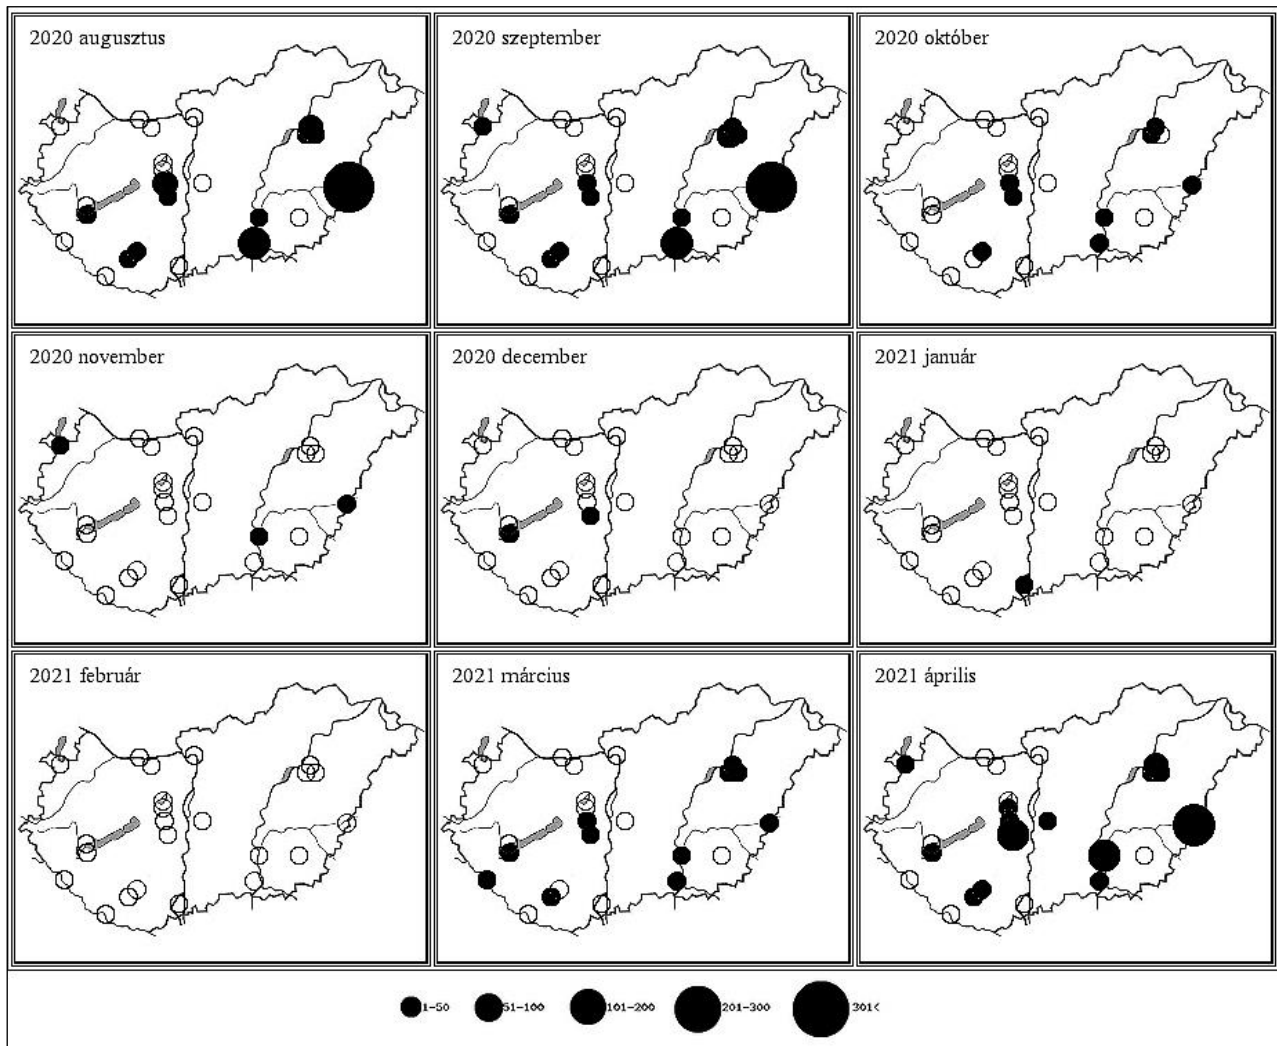 2020 augusztus
2020 szeptember
2020 október
2020 november
2020 december
2021 január
2021 február
2021 március
2021 április
1-50 51-100 101-200 201-300 301<